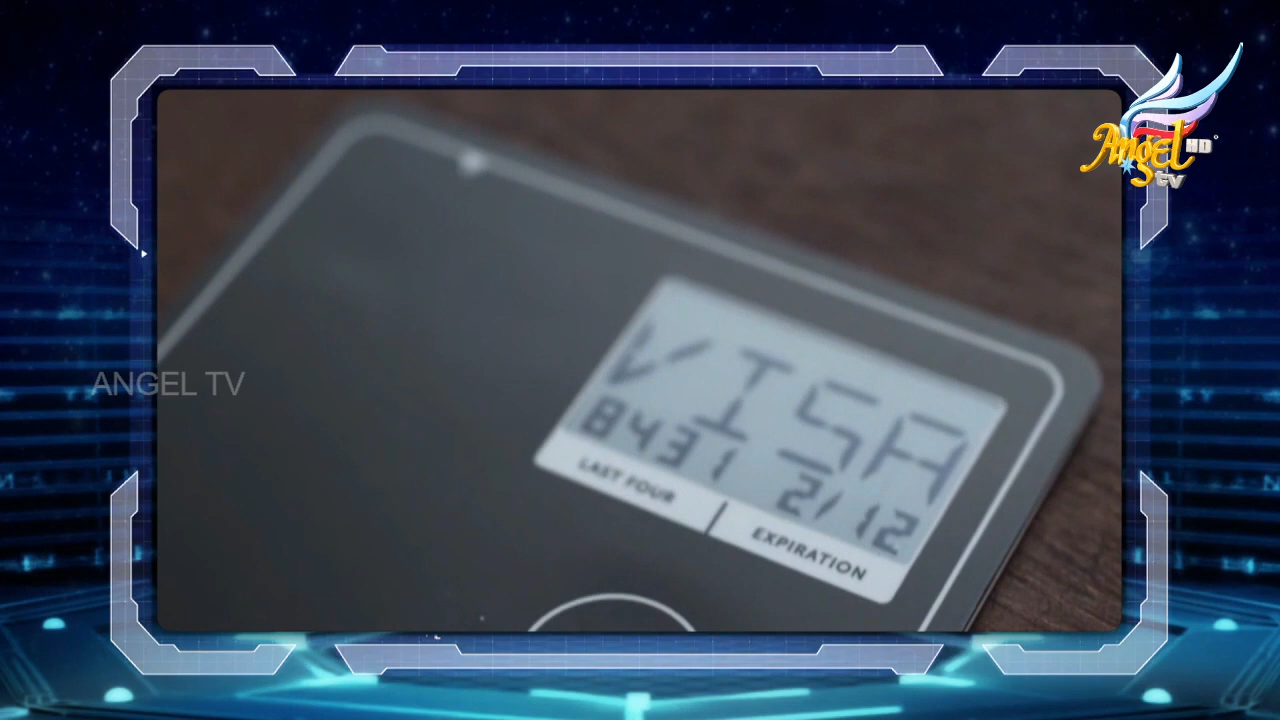 Angel HD
tv
VISA
8431 2/12
LAST FOUR EXPIRATION
ANGEL TV